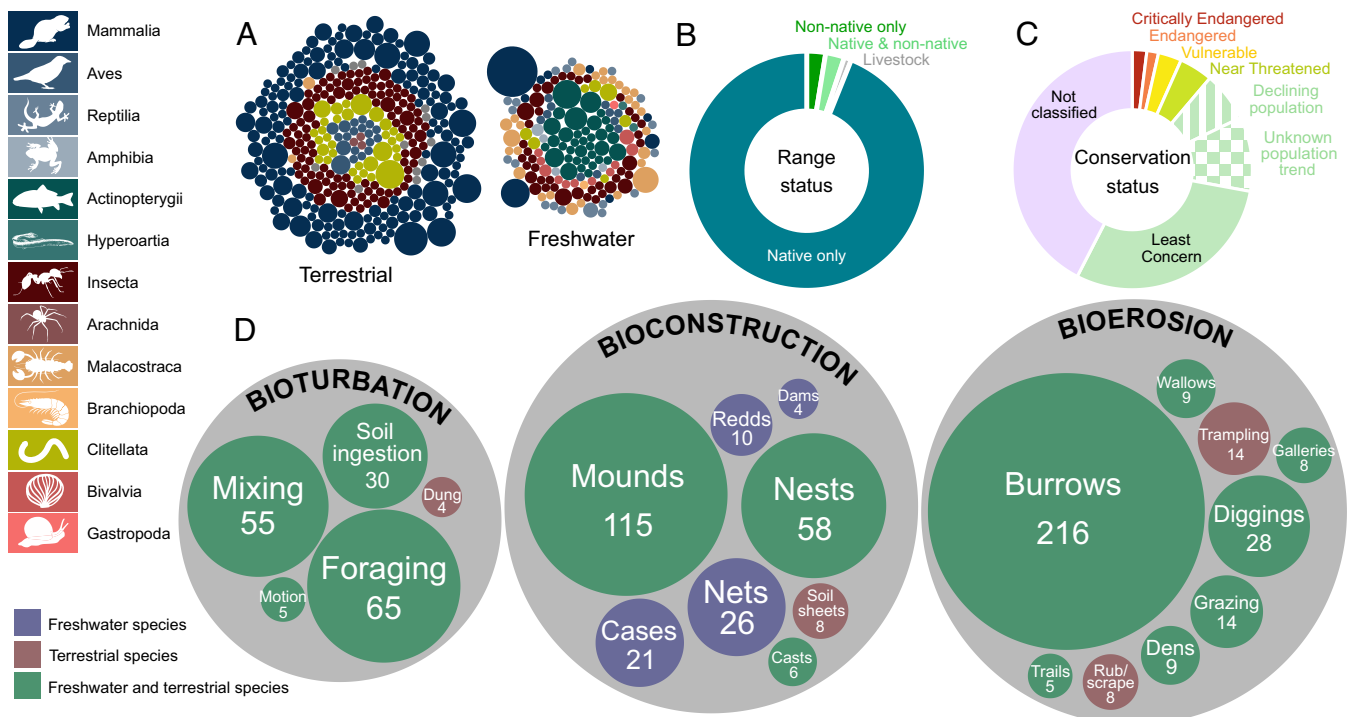 Mammalia
Aves
Reptilia
Amphibia
Actinopterygii
Hyperoartia
Insecta
Arachnida
Malacostraca
Branchiopoda
Clitellata
Bivalvia
Gastropoda
Freshwater species
Terrestrial species
Freshwater and terrestrial species
A
Terrestrial
Freshwater
B
Non-native only
Native & non-native
Livestock
Range
status
Native only
C
Critically Endangered
Endangered
Vulnerable
Near Threatened
Declining
population
Unknown
population
trend
Not
classified
Conservation
status
Least
Concern
D
BIOTURBATION
Soil
ingestion
30
Mixing
55
Dung
4
Foraging
65
Motion
5
BIOCONSTRUCTION
Dams
4
Redds
10
Mounds
115
Nests
58
Nets
26
Soil
sheets
8
Cases
21
Casts
6
BIOEROSION
Wallows
9
Trampling
14
Galleries
8
Burrows
216
Diggings
28
Grazing
14
Dens
9
Trails
5
Rub/
scrape
8